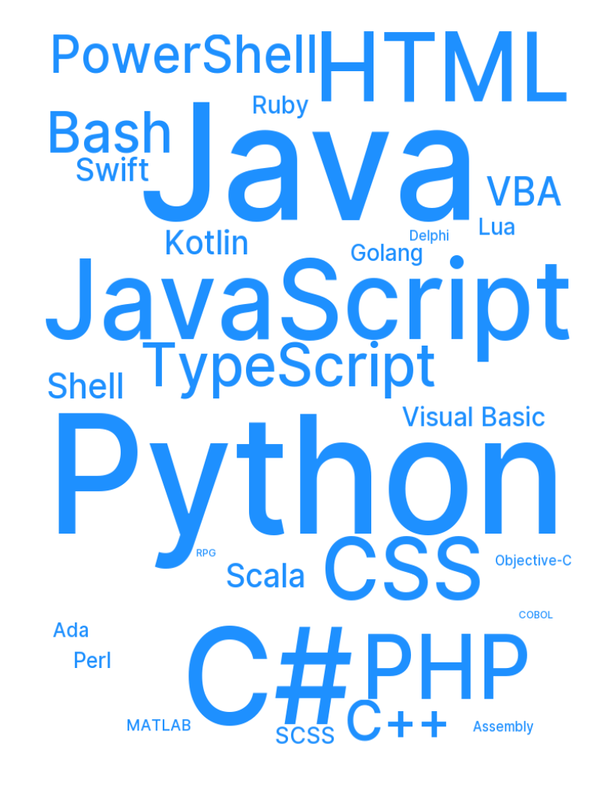 PowerShell HTML
Ruby
Bash
Java
Swift
VBA
Lua
Delphi
Kotlin
Golang
JavaScript
TypeScript
Shell
Visual Basic
Python
RPG
CSS
Objective-C
Scala
COBOL
Ada
Perl
C#
PHP
C++
MATLAB
SCSS
Assembly